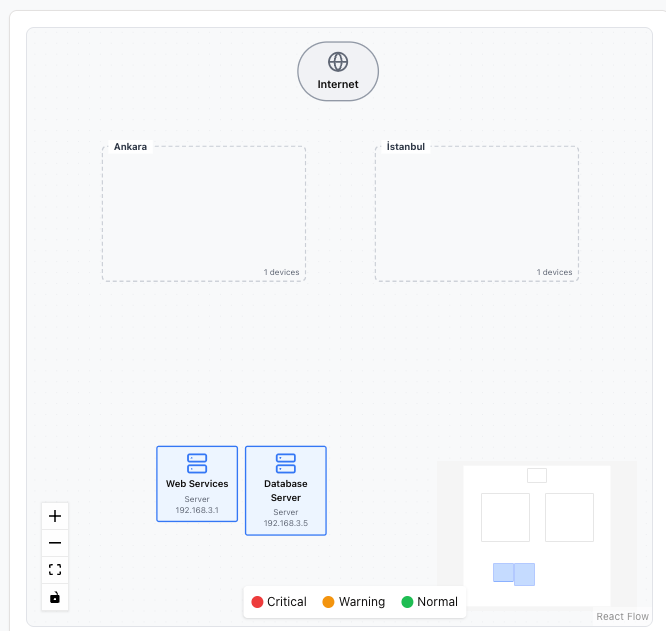 Internet
Ankara
İstanbul
1 devices
1 devices
Web Services
Server
192.168.3.1
Database
Server
Server
192.168.3.5
Critical
Warning
Normal
React Flow